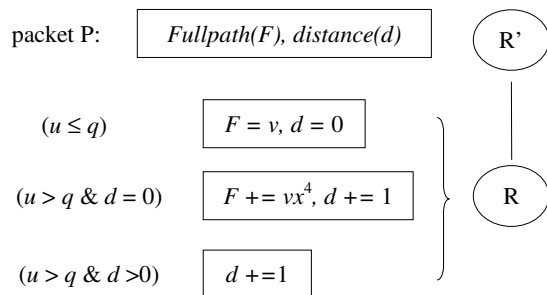 packet P: Fullpath(F), distance(d) R’
(u ≤ q) F = v, d = 0
(u > q & d = 0) F += vx⁴, d += 1 R
(u > q & d >0) d +=1